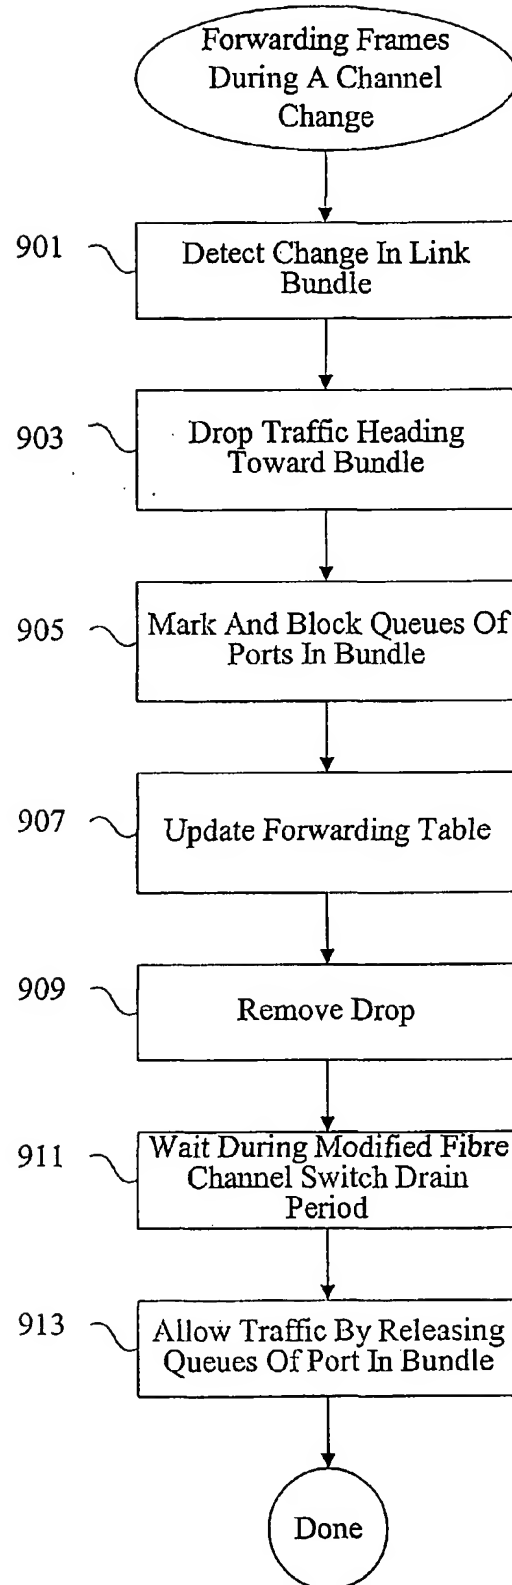 Forwarding Frames
During A Channel
Change
901
Detect Change In Link
Bundle
903
Drop Traffic Heading
Toward Bundle
905
Mark And Block Queues Of
Ports In Bundle
907
Update Forwarding Table
909
Remove Drop
911
Wait During Modified Fibre
Channel Switch Drain
Period
913
Allow Traffic By Releasing
Queues Of Port In Bundle
Done